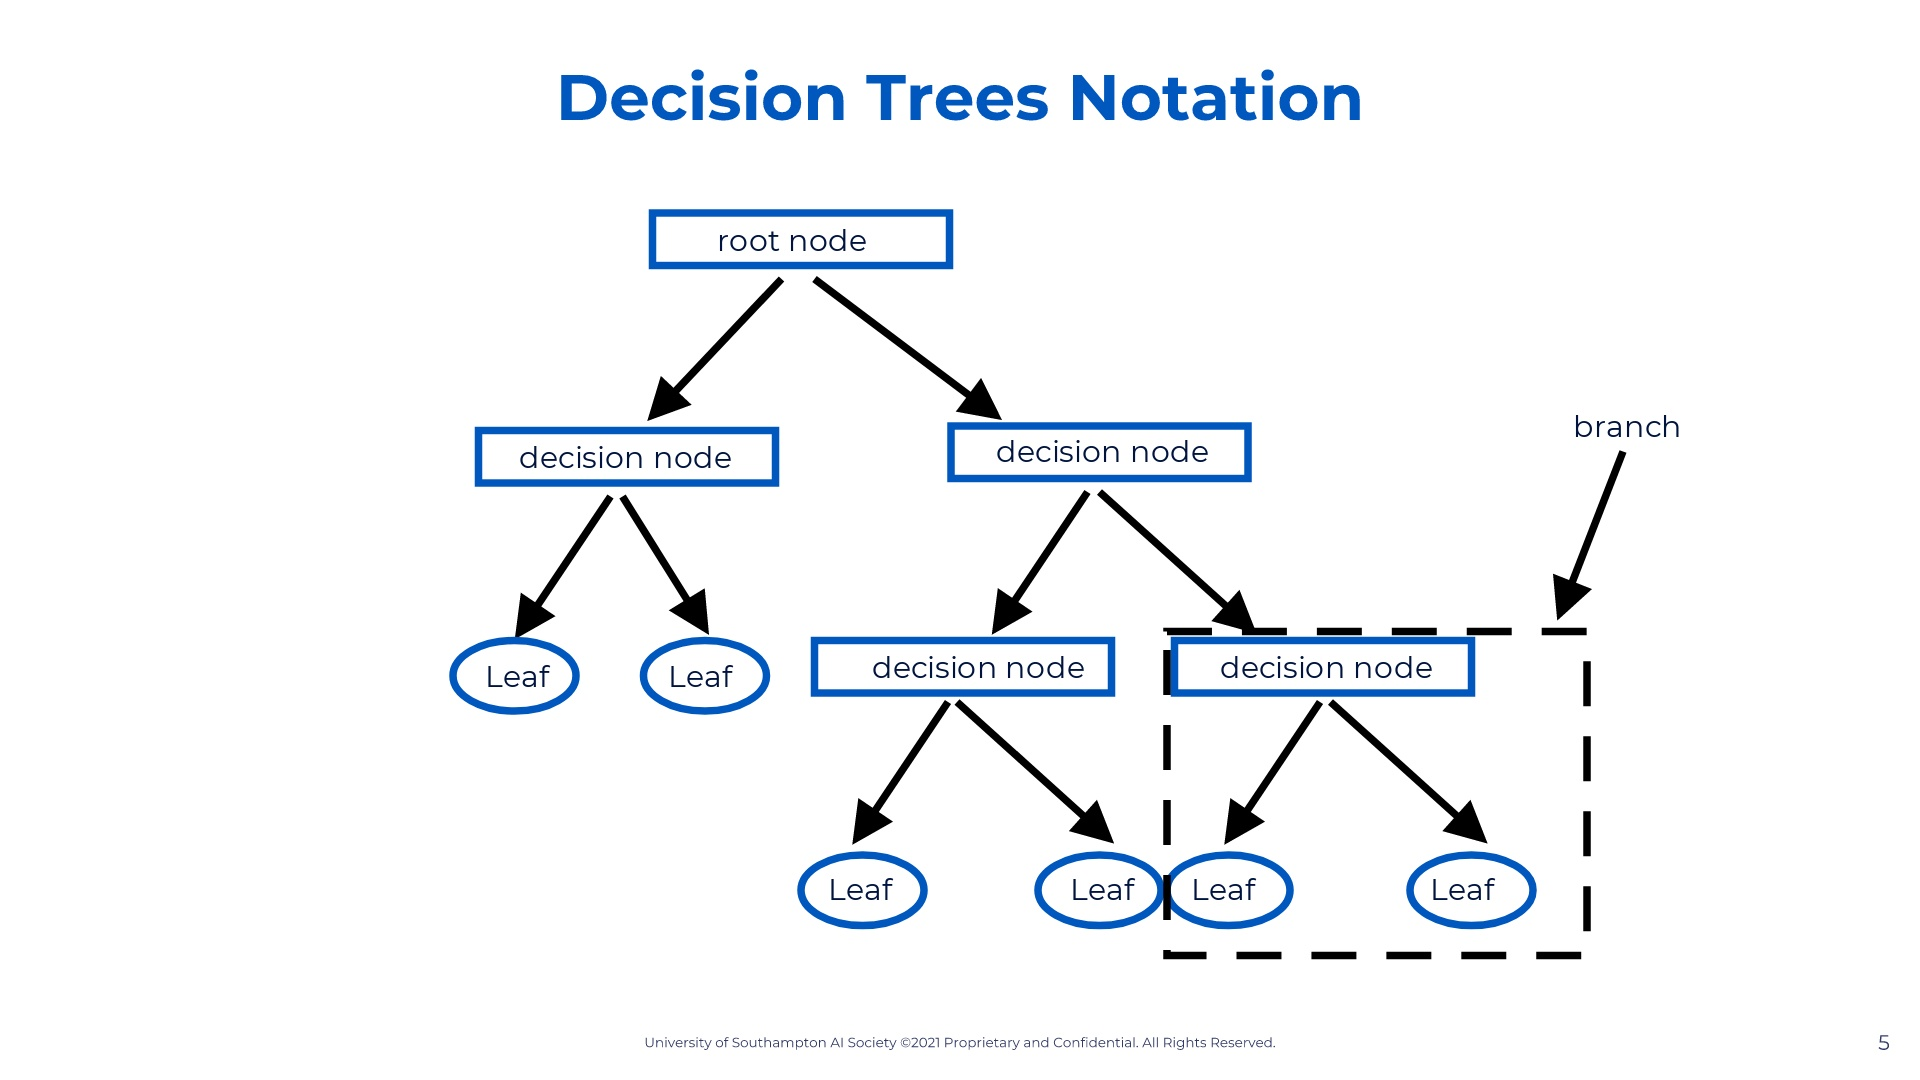 Decision Trees Notation
root node
decision node
decision node
branch
decision node
decision node
Leaf
Leaf
Leaf
Leaf
Leaf
Leaf
University of Southampton AI Society ©2021 Proprietary and Confidential. All Rights Reserved.
5